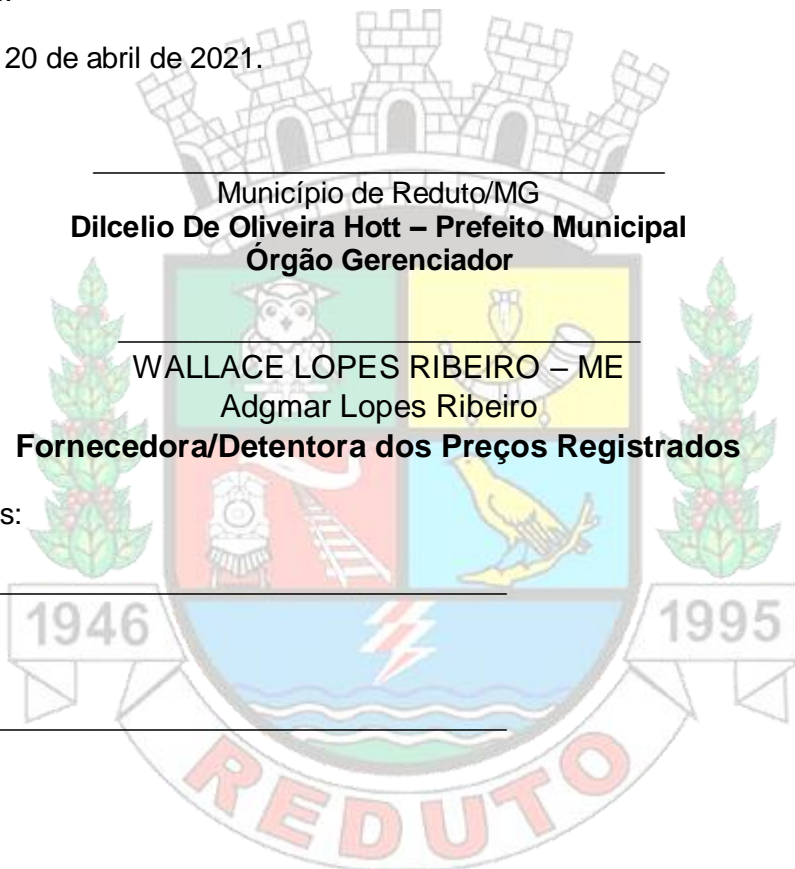 20 de abril de 2021.
Município de Reduto/MG
Dilcelio De Oliveira Hott – Prefeito Municipal
Órgão Gerenciador
WALLACE LOPES RIBEIRO – ME
Adgmar Lopes Ribeiro
Fornecedora/Detentora dos Preços Registrados
s:
1946
1995
REDUTO